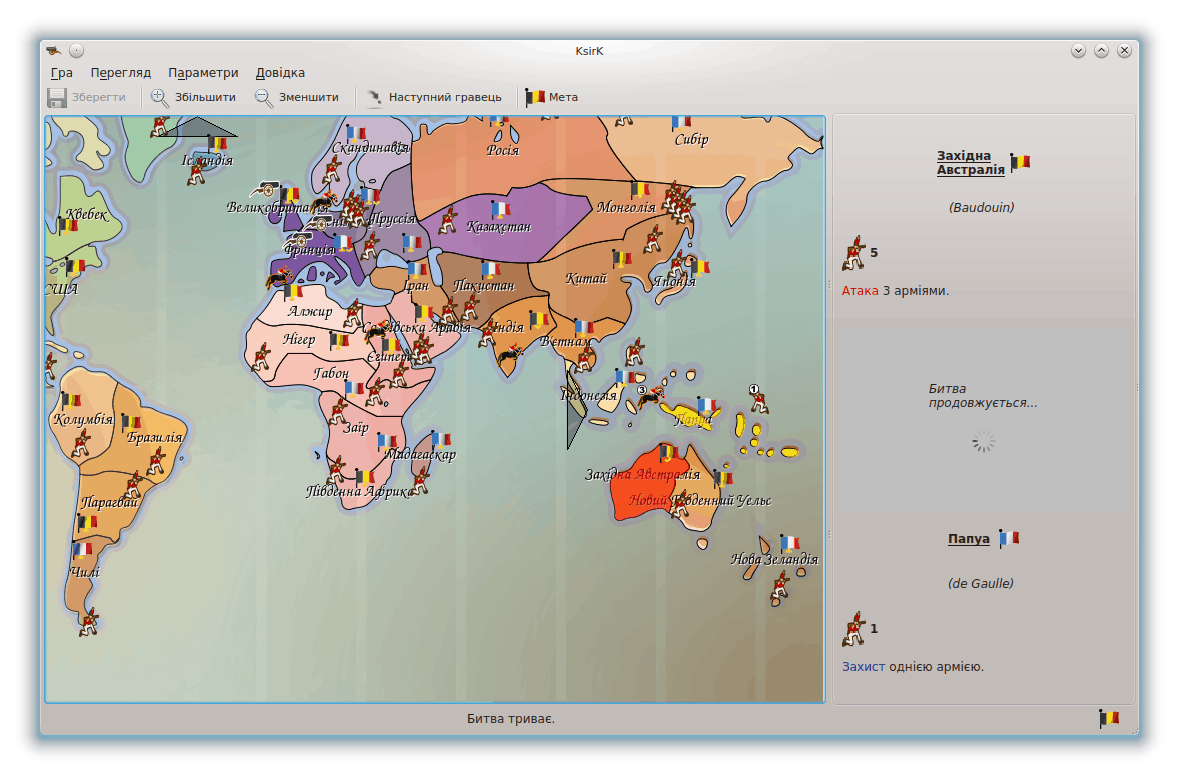 KsirK
Гра Перегляд Параметри Довідка
Зберегти Збільшити Зменшити Наступний гравець Мета
Ісландія
Скандинавія
Росія
Сибір
Квебек
Великобританія
Пруссія
Казахстан
Монголія
Франція
США
Іран
Пакистан
Китай
Японія
Алжир
Нігер
Саудівська Аравія
Індія
В'єтнам
Єгипет
Габон
Індонезія
Колумбія
Бразилія
Заїр
Папуа
Мадагаскар
Західна Австралія
Парагвай
Південна Африка
Новий Південний Уельс
Чилі
Нова Зеландія
Західна
Австралія
(Baudouin)
5
Атака 3 арміями.
Битва
продовжується...
3
1
Папуа
(de Gaulle)
1
Захист однією армією.
Битва триває.